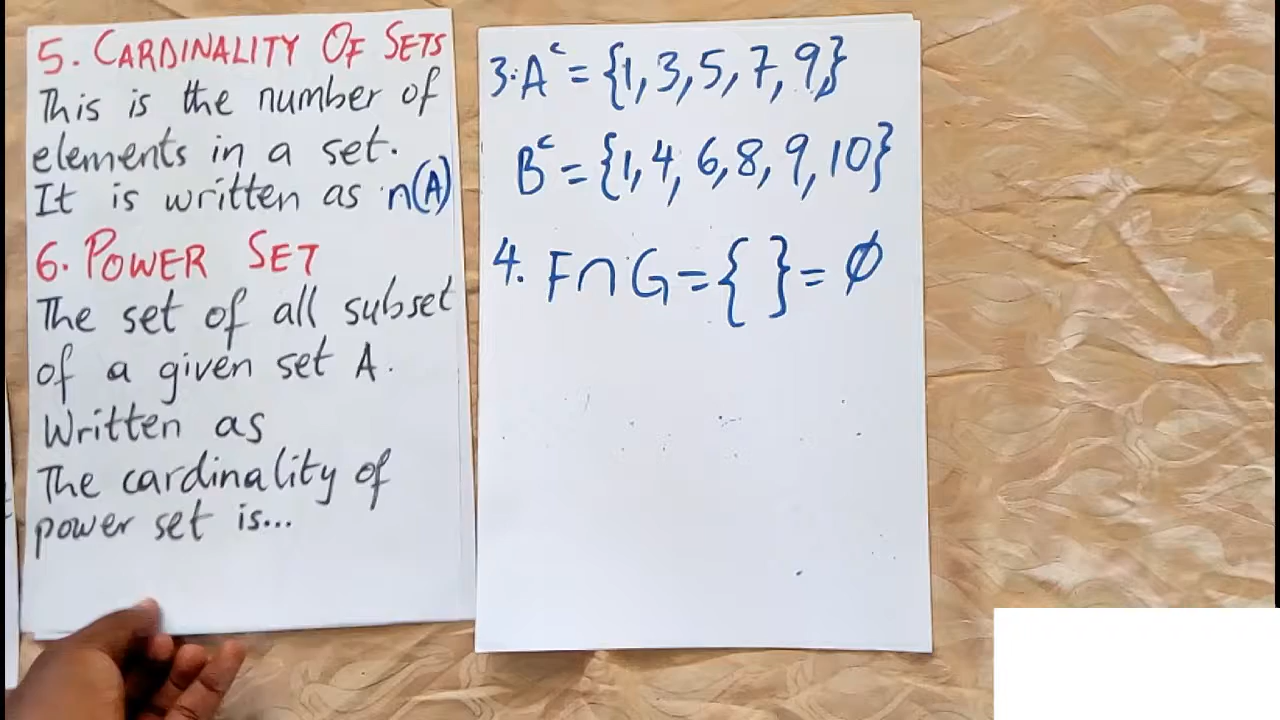 5. CARDINALITY OF SETS
This is the number of
elements in a set.
It is written as n(A)
6. POWER SET
The set of all subset
of a given set A.
Written as
The cardinality of
power set is...
3. Aᶜ = {1, 3, 5, 7, 9}
Bᶜ = {1, 4, 6, 8, 9, 10}
4. F∩G = { } = ∅